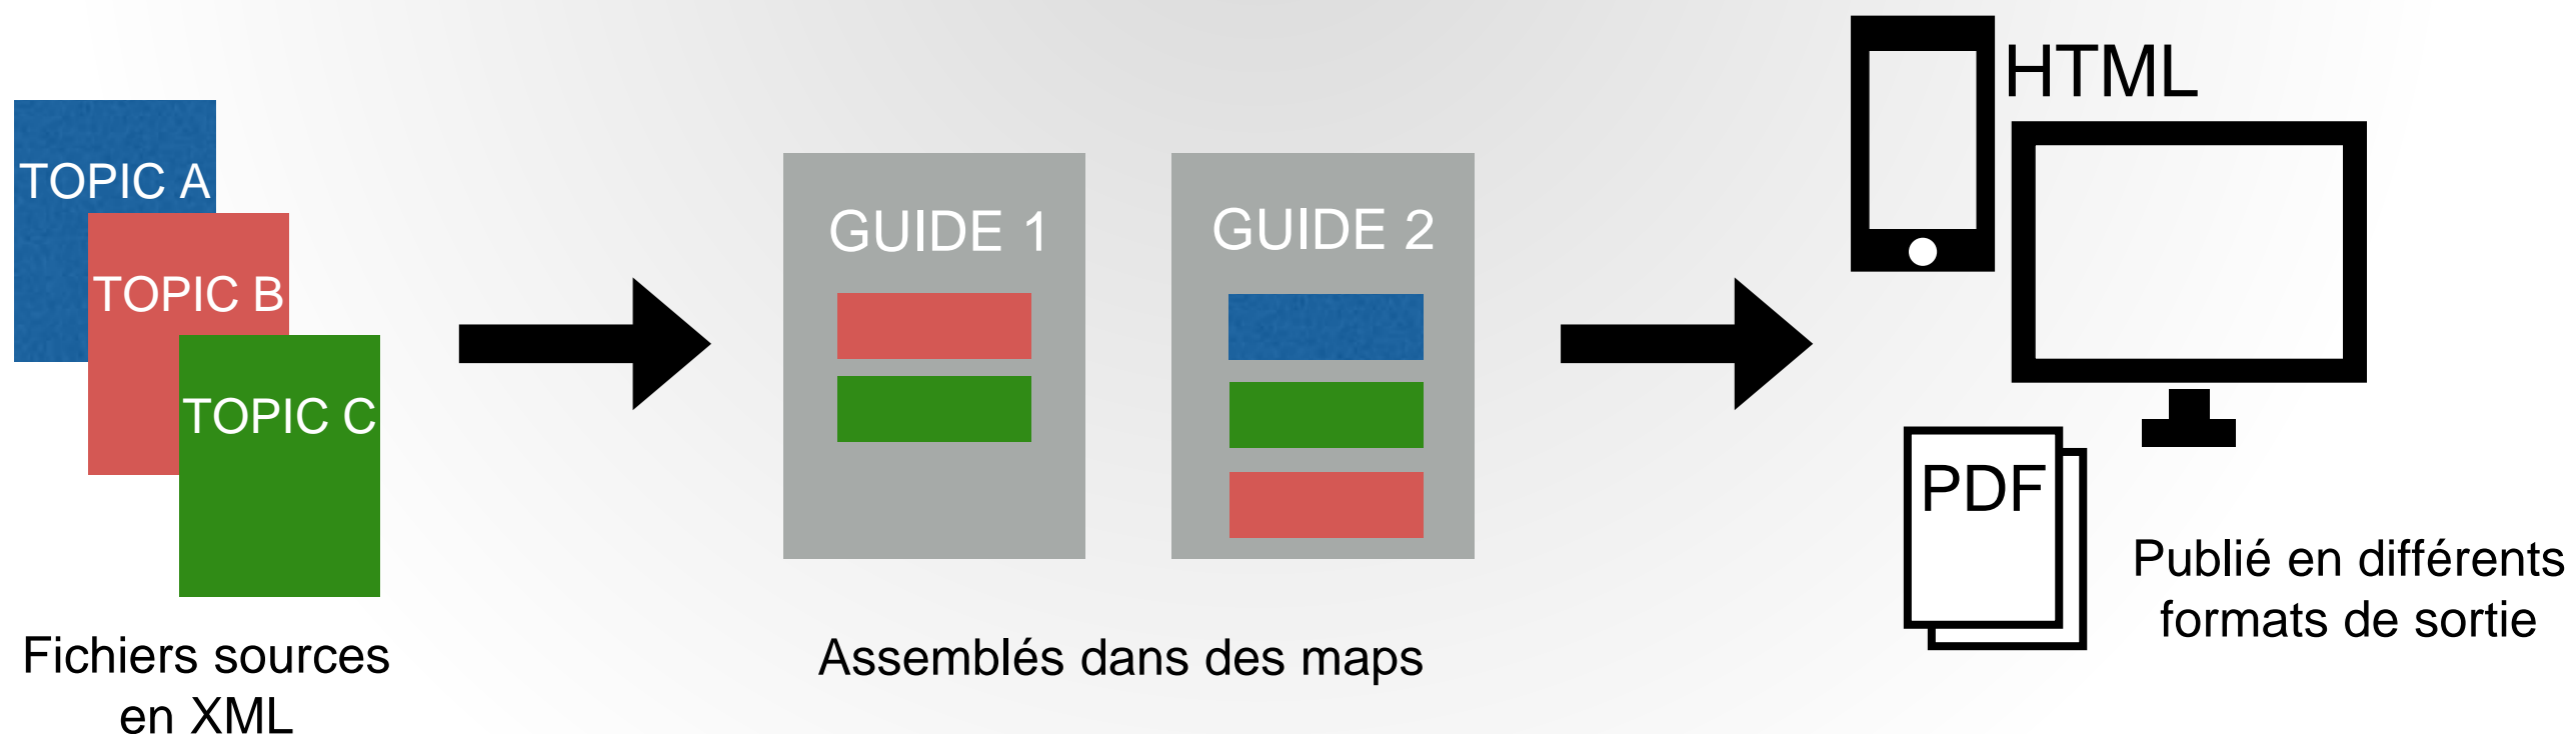 TOPIC A
TOPIC B
TOPIC C
Fichiers sources
en XML
GUIDE 1
GUIDE 2
Assemblés dans des maps
HTML
PDF
Publié en différents
formats de sortie